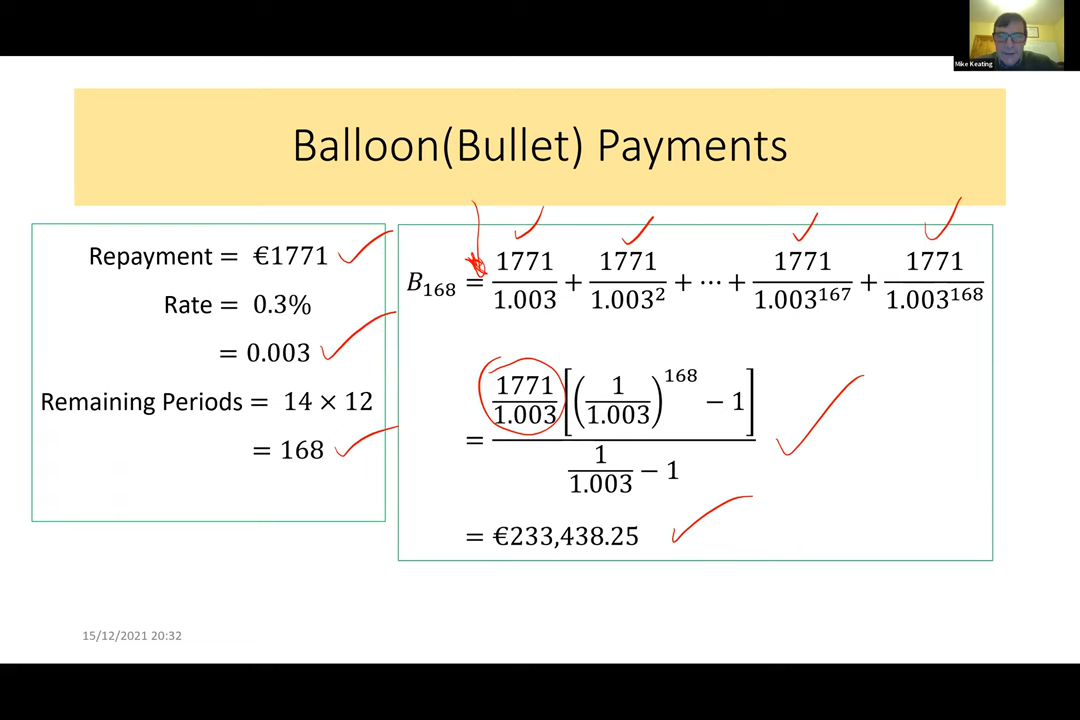 Mike Keating
Balloon(Bullet) Payments
Repayment = €1771
Rate = 0.3%
= 0.003
Remaining Periods = 14 × 12
= 168
B₁₆₈ = 1771/1.003 + 1771/1.003² + ⋯ + 1771/1.003¹⁶⁷ + 1771/1.003¹⁶⁸
= 1771/1.003 [(1/1.003)¹⁶⁸ − 1] / (1/1.003 − 1)
= €233,438.25
15/12/2021 20:32